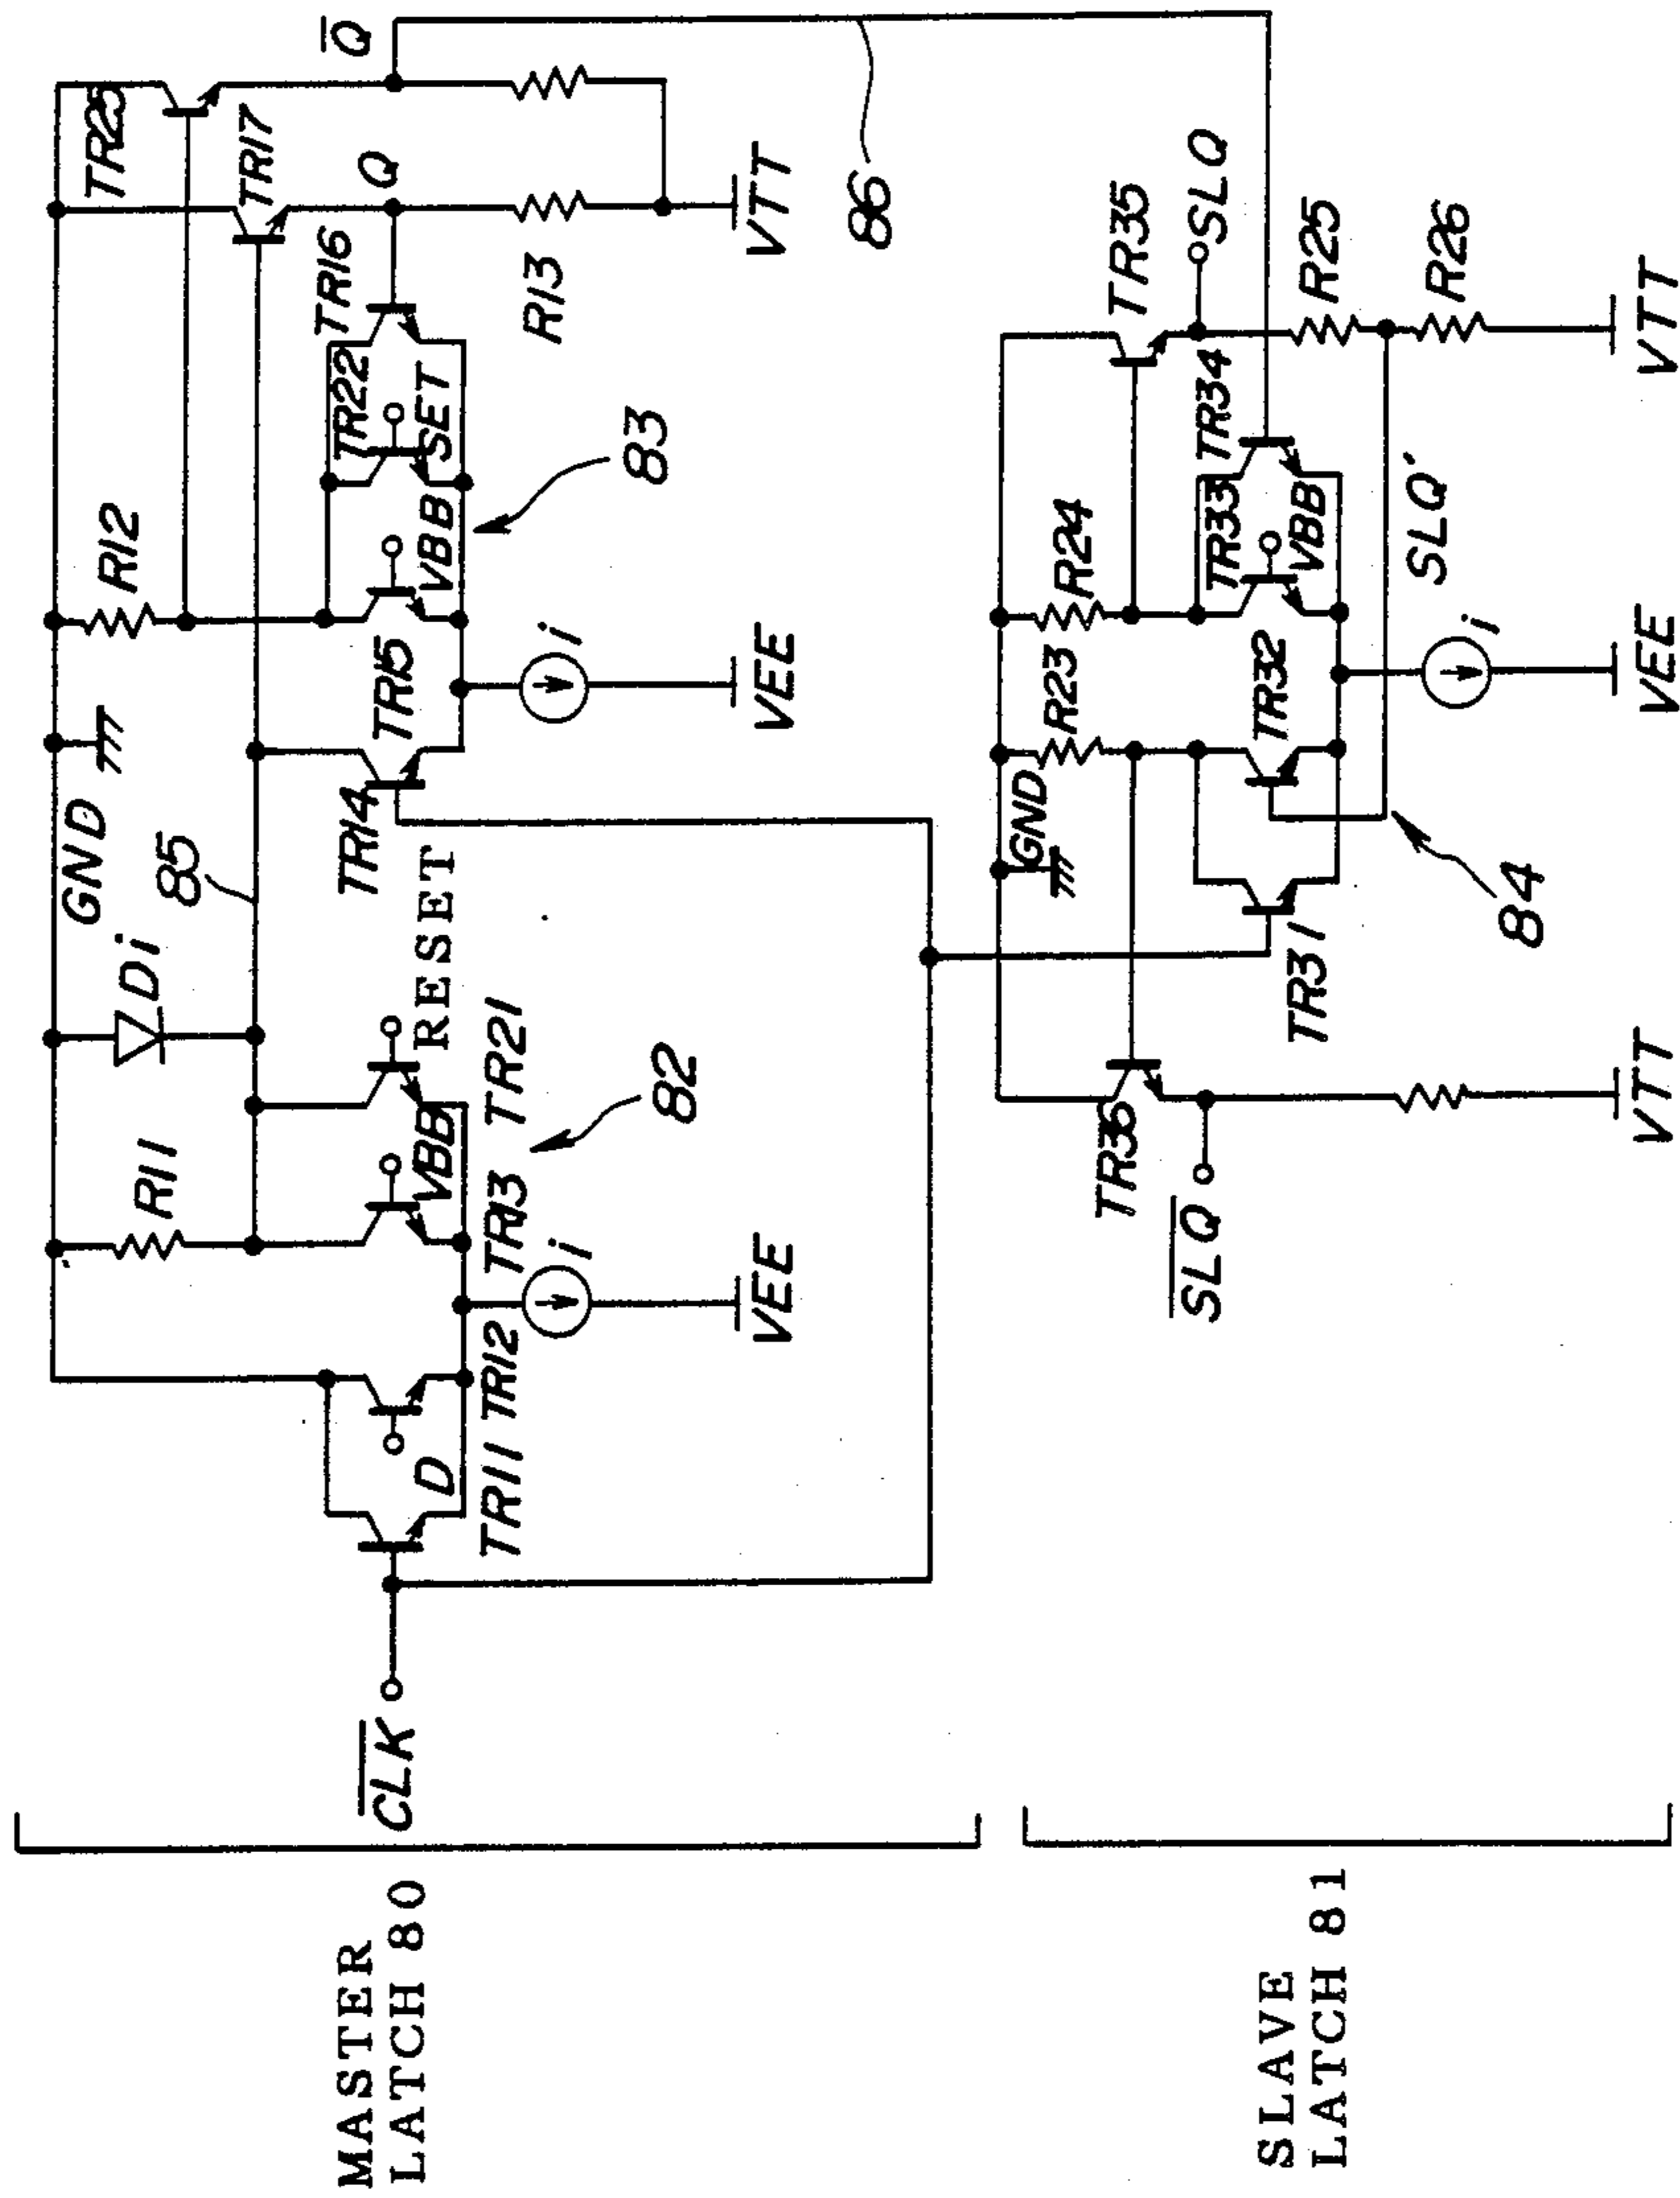 MASTER
LATCH 80
CLK
D
TR11
TR12
TR13
VBB
TR21
RESET
82
R11
Di
85
GND
TR14
TR15
VBB
R12
TR22
SET
TR16
83
TR17
TR23
Q
Q
R13
VTT
i
VEE
i
VEE
86
SLAVE
LATCH 81
SLQ
TR36
VTT
TR31
84
GND
R23
R24
TR32
TR33
VBB
TR34
TR35
SLQ
SLQ'
R25
R26
i
VEE
VTT